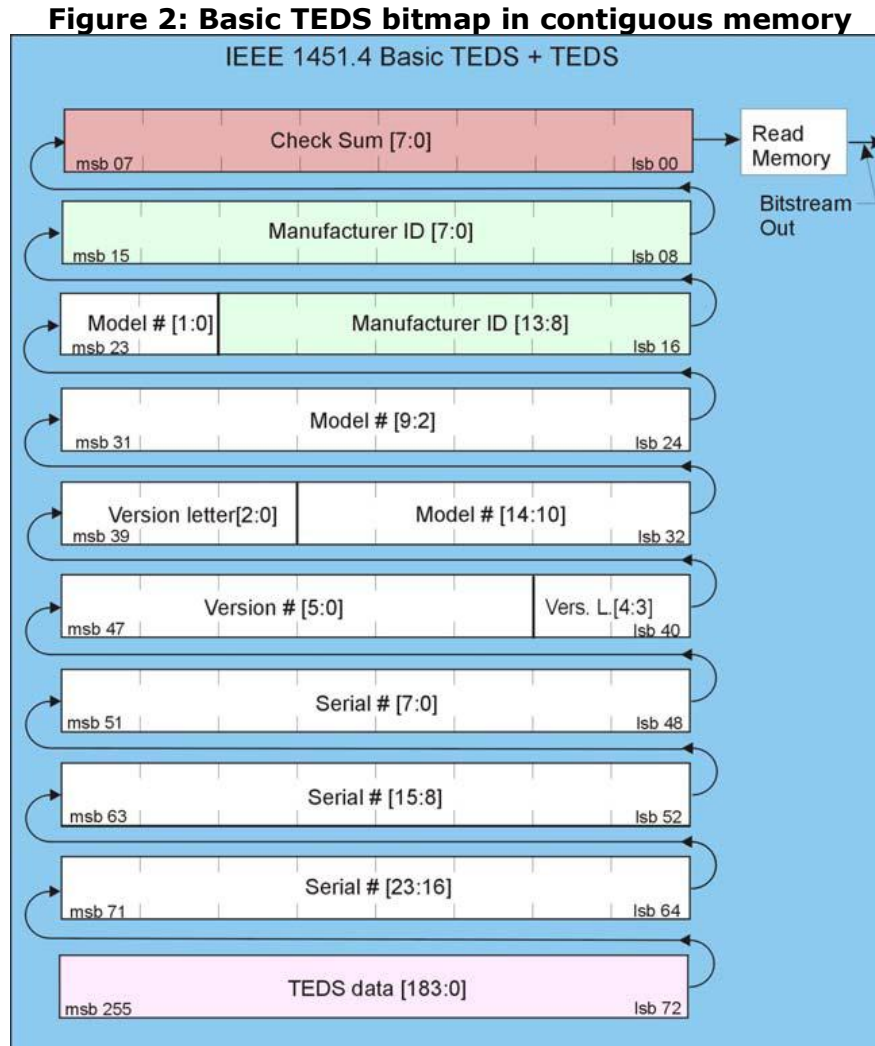 Figure 2: Basic TEDS bitmap in contiguous memory
IEEE 1451.4 Basic TEDS + TEDS
Check Sum [7:0]
msb 07
lsb 00
Read
Memory
Bitstream
Out
Manufacturer ID [7:0]
msb 15
lsb 08
Model # [1:0]
Manufacturer ID [13:8]
msb 23
lsb 16
Model # [9:2]
msb 31
lsb 24
Version letter[2:0]
Model # [14:10]
msb 39
lsb 32
Version # [5:0]
Vers. L.[4:3]
msb 47
lsb 40
Serial # [7:0]
msb 51
lsb 48
Serial # [15:8]
msb 63
lsb 52
Serial # [23:16]
msb 71
lsb 64
TEDS data [183:0]
msb 255
lsb 72